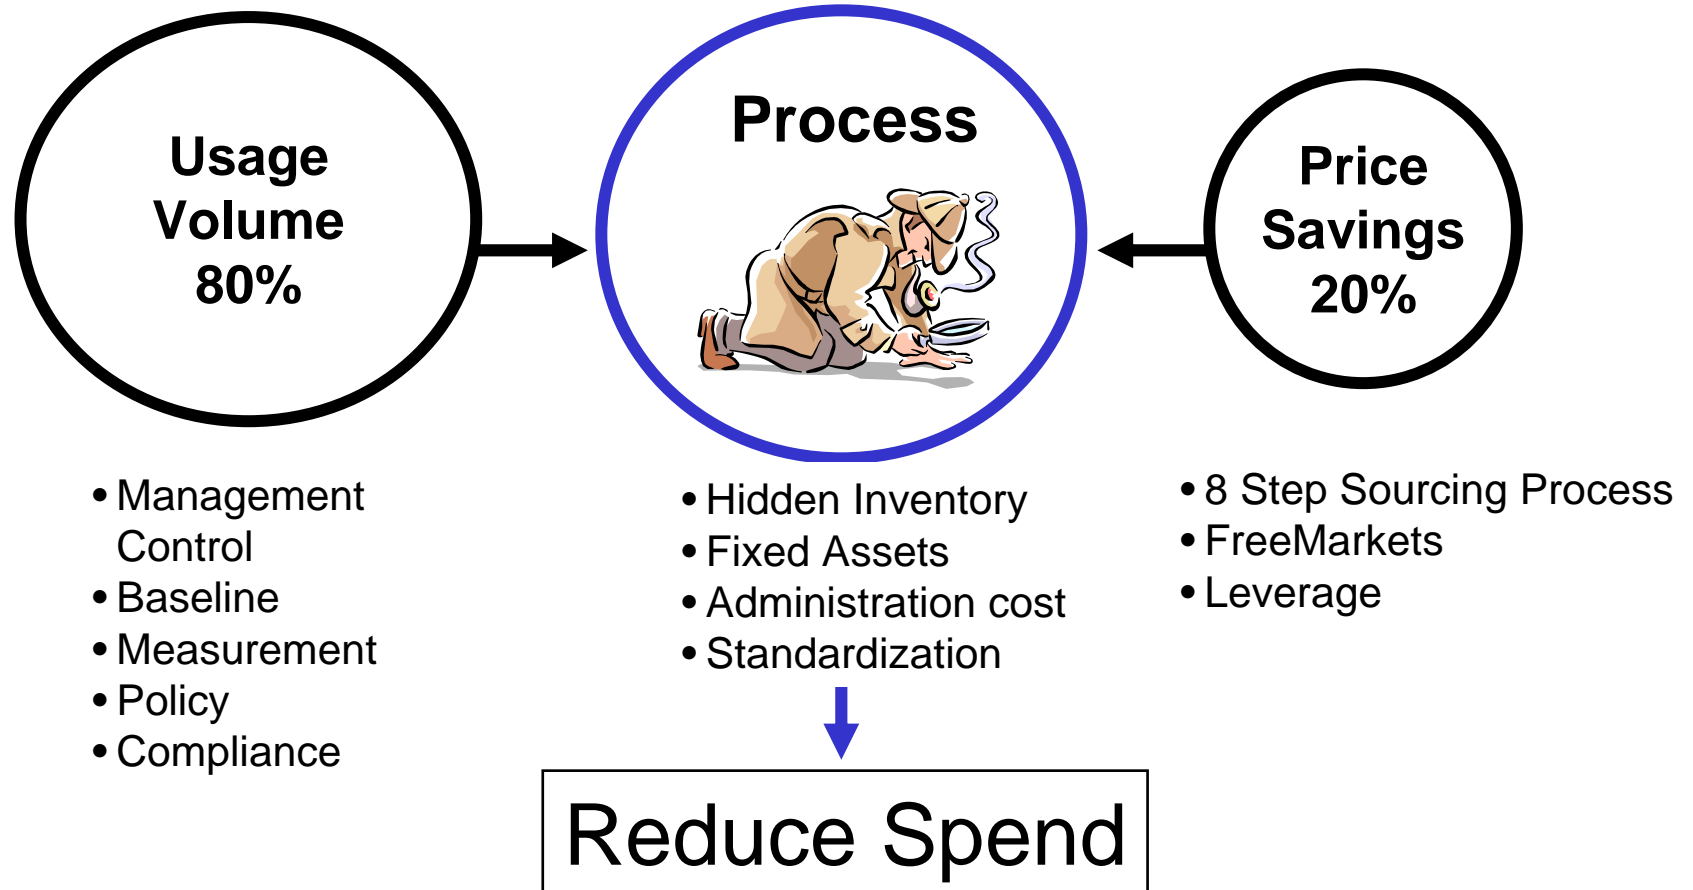 Usage
Volume
80%
Process
Price
Savings
20%
• Management
Control
• Baseline
• Measurement
• Policy
• Compliance
• Hidden Inventory
• Fixed Assets
• Administration cost
• Standardization
• 8 Step Sourcing Process
• FreeMarkets
• Leverage
Reduce Spend